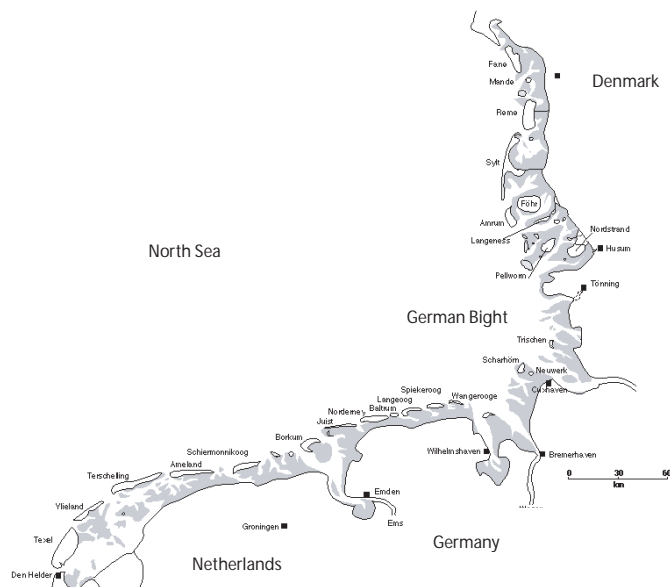 Fanø
Mandø
Denmark
Rømø
Sylt
Föhr
Amrum
Nordstrand
Langeness
Husum
North Sea
Pellworm
Tönning
German Bight
Trischen
Scharhörn
Neuwerk
Cuxhaven
Spiekeroog
Wangerooge
Langeoog
Baltrum
Norderney
Juist
Borkum
Wilhelmshaven
Bremerhaven
Schiermonnikoog
Ameland
0 30 60
km
Terschelling
Emden
Vlieland
Ems
Groningen
Texel
Germany
Netherlands
Den Helder